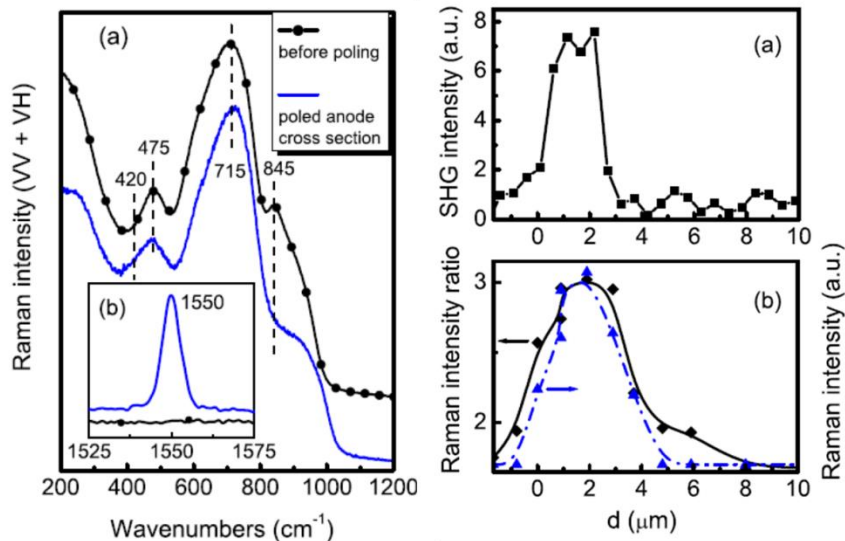 (a)
before poling
poled anode
cross section
475
420
715
845
Raman intensity (VV + VH)
(b)
1550
1525 1550 1575
200 400 600 800 1000 1200
Wavenumbers (cm⁻¹)
(a)
SHG intensity (a.u.)
8
6
4
2
0
0 2 4 6 8 10
(b)
Raman intensity ratio
3
2
Raman intensity (a.u.)
0 2 4 6 8 10
d (μm)